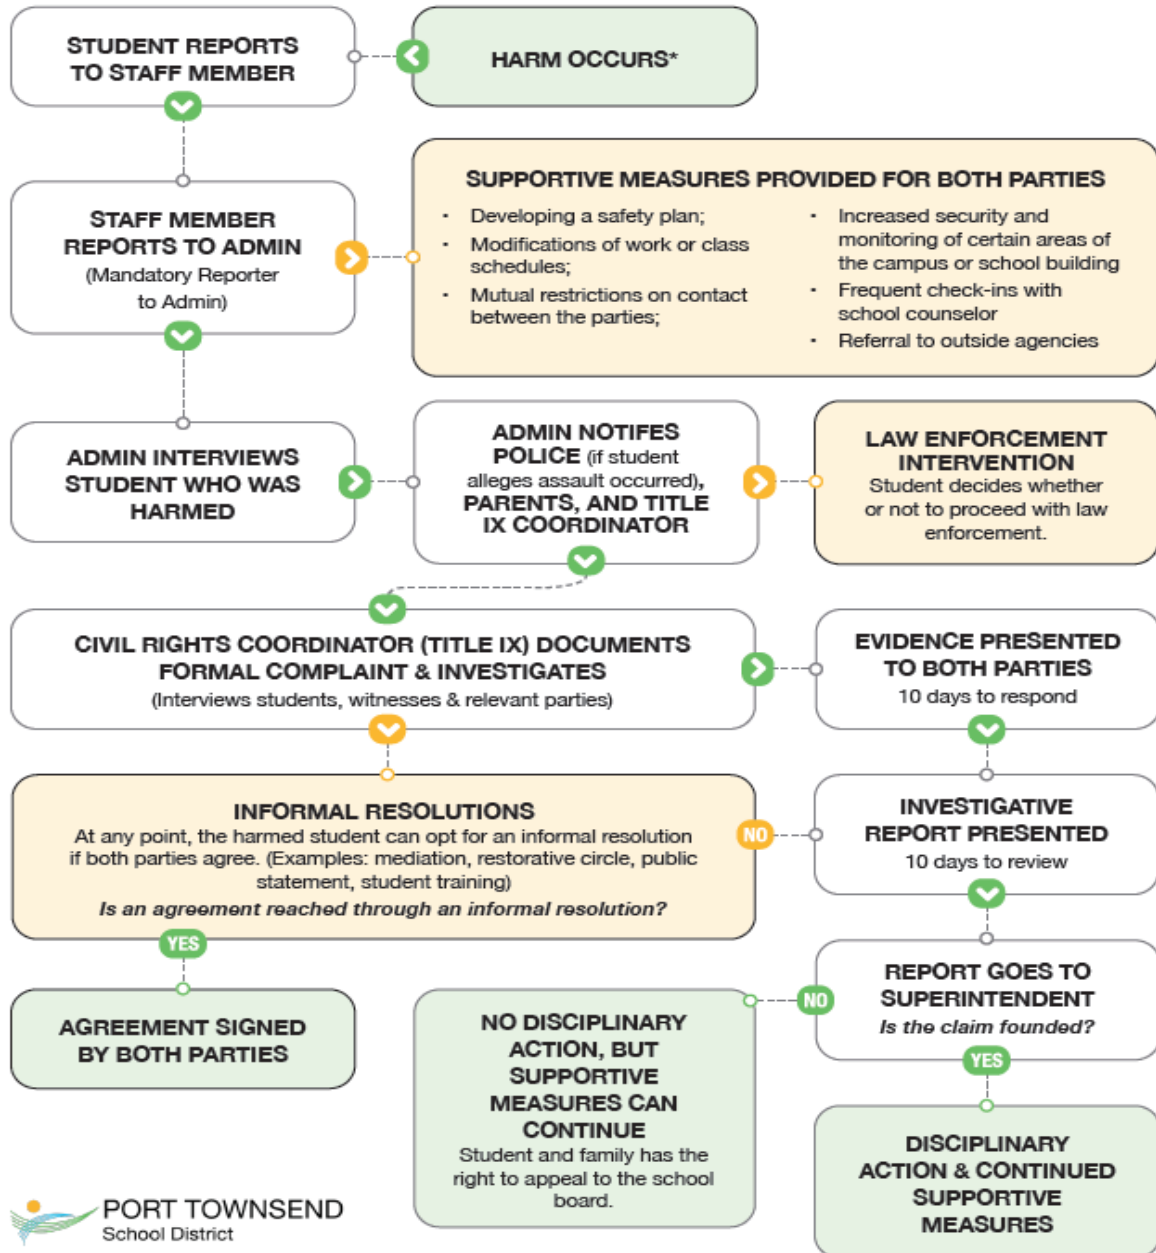 STUDENT REPORTS
TO STAFF MEMBER
HARM OCCURS*
STAFF MEMBER
REPORTS TO ADMIN
(Mandatory Reporter
to Admin)
SUPPORTIVE MEASURES PROVIDED FOR BOTH PARTIES
· Developing a safety plan;
· Modifications of work or class
schedules;
· Mutual restrictions on contact
between the parties;
· Increased security and
monitoring of certain areas of
the campus or school building
· Frequent check-ins with
school counselor
· Referral to outside agencies
ADMIN INTERVIEWS
STUDENT WHO WAS
HARMED
ADMIN NOTIFES
POLICE (if student
alleges assault occurred),
PARENTS, AND TITLE
IX COORDINATOR
LAW ENFORCEMENT
INTERVENTION
Student decides whether
or not to proceed with law
enforcement.
CIVIL RIGHTS COORDINATOR (TITLE IX) DOCUMENTS
FORMAL COMPLAINT & INVESTIGATES
(Interviews students, witnesses & relevant parties)
EVIDENCE PRESENTED
TO BOTH PARTIES
10 days to respond
INFORMAL RESOLUTIONS
At any point, the harmed student can opt for an informal resolution
if both parties agree. (Examples: mediation, restorative circle, public
statement, student training)
Is an agreement reached through an informal resolution?
NO
INVESTIGATIVE
REPORT PRESENTED
10 days to review
YES
AGREEMENT SIGNED
BY BOTH PARTIES
REPORT GOES TO
SUPERINTENDENT
Is the claim founded?
NO
YES
NO DISCIPLINARY
ACTION, BUT
SUPPORTIVE
MEASURES CAN
CONTINUE
Student and family has the
right to appeal to the school
board.
DISCIPLINARY
ACTION & CONTINUED
SUPPORTIVE
MEASURES
PORT TOWNSEND
School District